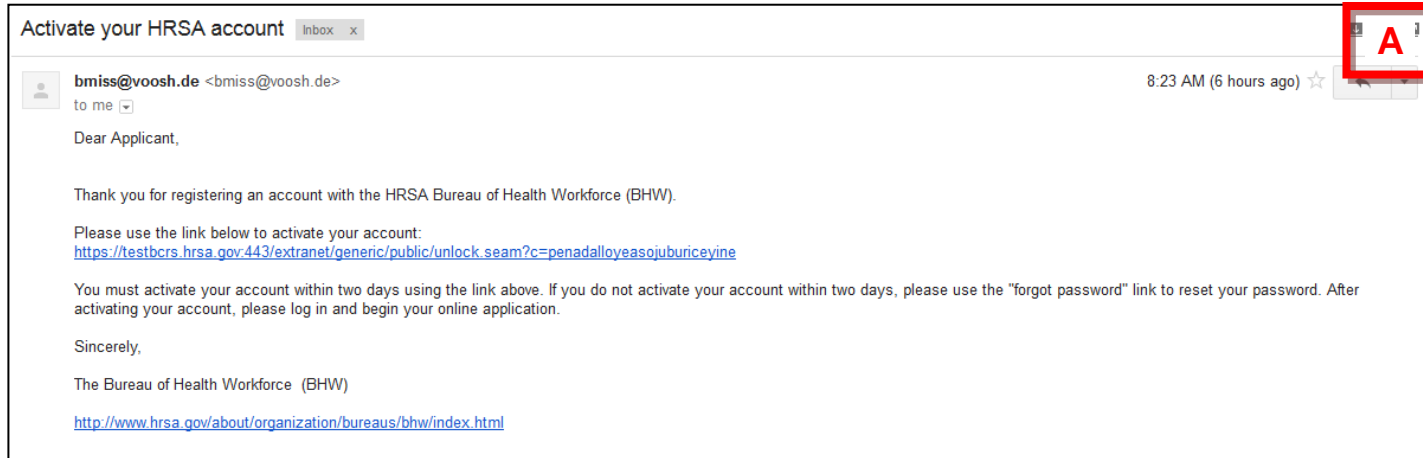 Activate your HRSA account Inbox x
A
bmiss@voosh.de <bmiss@voosh.de> 8:23 AM (6 hours ago)
to me
Dear Applicant,
Thank you for registering an account with the HRSA Bureau of Health Workforce (BHW).
Please use the link below to activate your account:
https://testbcrs.hrsa.gov:443/extranet/generic/public/unlock.seam?c=penadalloyeasojuburiceyine
You must activate your account within two days using the link above. If you do not activate your account within two days, please use the "forgot password" link to reset your password. After
activating your account, please log in and begin your online application.
Sincerely,
The Bureau of Health Workforce  (BHW)
http://www.hrsa.gov/about/organization/bureaus/bhw/index.html